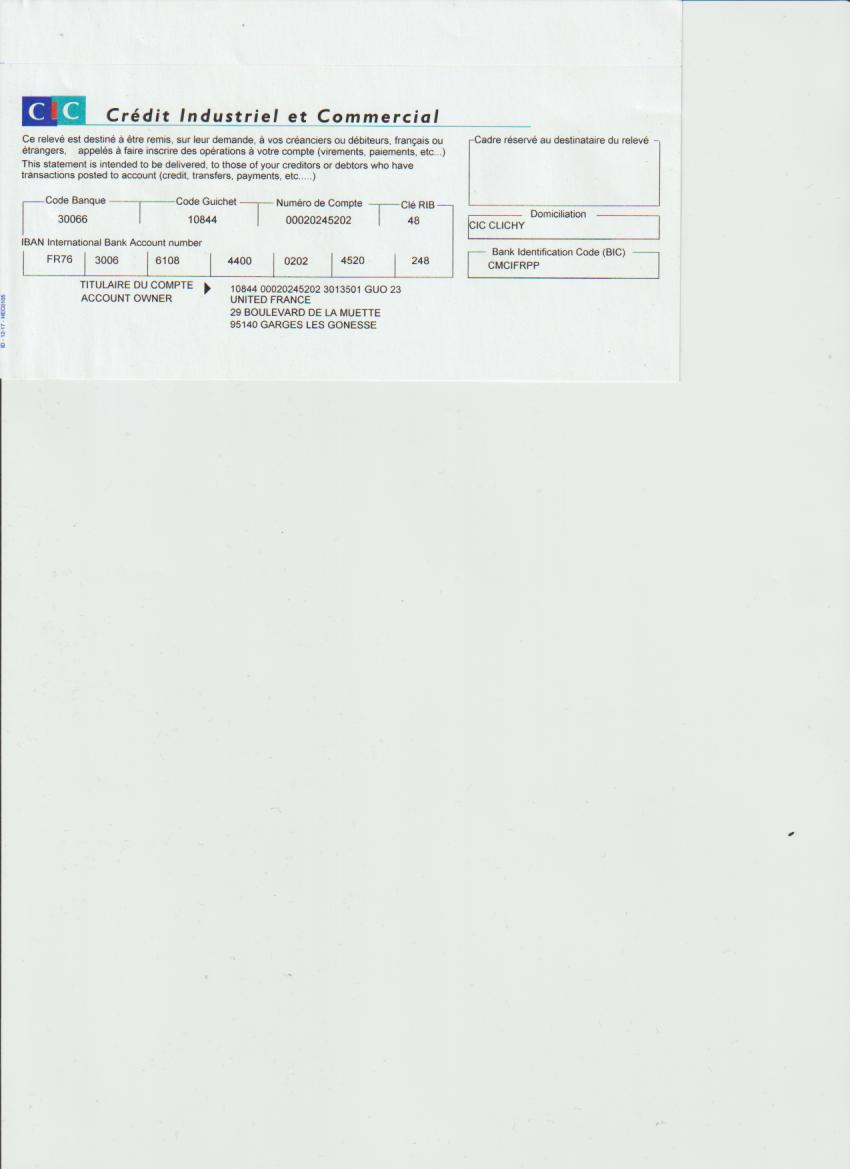 CIC Crédit Industriel et Commercial
Ce relevé est destiné à être remis, sur leur demande, à vos créanciers ou débiteurs, français ou
étrangers, appelés à faire inscrire des opérations à votre compte (virements, paiements, etc...)
This statement is intended to be delivered, to those of your creditors or debtors who have
transactions posted to account (credit, transfers, payments, etc.....)
Cadre réservé au destinataire du relevé
Code Banque Code Guichet Numéro de Compte Clé RIB
30066 10844 00020245202 48
Domiciliation
CIC CLICHY
IBAN International Bank Account number
FR76 3006 6108 4400 0202 4520 248
Bank Identification Code (BIC)
CMCIFRPP
TITULAIRE DU COMPTE
ACCOUNT OWNER
10844 00020245202 3013501 GUO 23
UNITED FRANCE
29 BOULEVARD DE LA MUETTE
95140 GARGES LES GONESSE